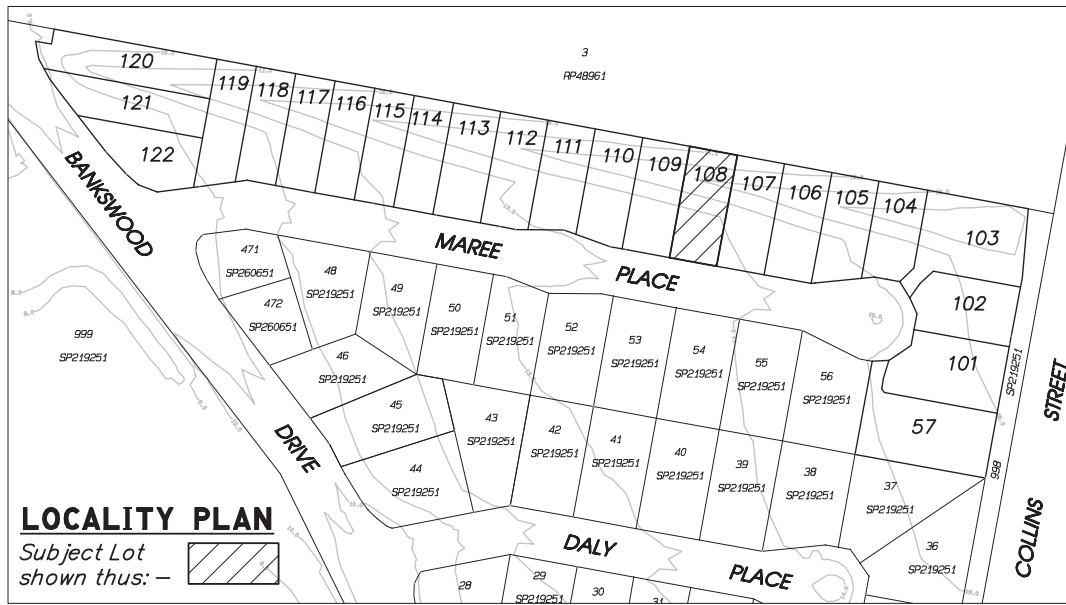 3
RP48961
120
119
118
117
116
115
114
113
112
111
110
109
108
107
106
105
104
103
121
122
102
101
57
BANKSWOOD
DRIVE
MAREE
PLACE
471
SP260651
472
SP260651
48
SP219251
49
SP219251
50
SP219251
51
SP219251
52
SP219251
53
SP219251
54
SP219251
55
SP219251
56
SP219251
46
SP219251
45
SP219251
44
SP219251
43
SP219251
42
SP219251
41
SP219251
40
SP219251
39
SP219251
38
SP219251
37
SP219251
36
SP219251
999
SP219251
998
SP219251
COLLINS
STREET
DALY
PLACE
28
29
SP219251
30
31
LOCALITY PLAN
Subject Lot
shown thus: –